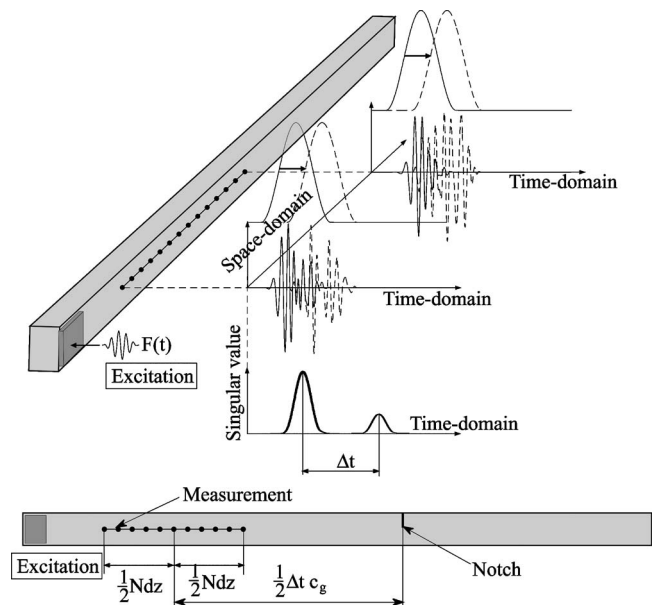 Time-domain
Space-domain
Time-domain
F(t)
Excitation
Singular value
Time-domain
Δt
Measurement
Excitation
Notch
½Ndz ½Ndz ½Δt c_g